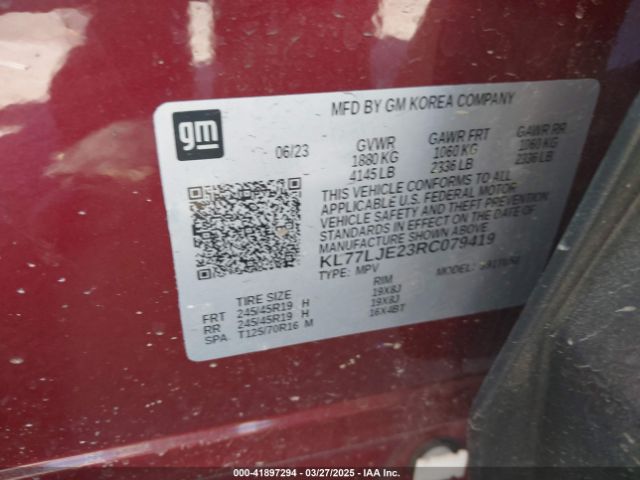 MFD BY GM KOREA COMPANY
gm
06/23
GVWR GAWR FRT GAWR RR
1880 KG 1060 KG 1060 KG
4145 LB 2336 LB 2336 LB
THIS VEHICLE CONFORMS TO ALL
APPLICABLE U.S. FEDERAL MOTOR
VEHICLE SAFETY AND THEFT PREVENTION
STANDARDS IN EFFECT ON THE DATE OF
MANUFACTURE SHOWN ABOVE
KL77LJE23RC079419
TYPE: MPV MODEL:
TIRE SIZE RIM
FRT 245/45R19 H 19X8J
RR 245/45R19 H 19X8J
SPA T125/70R16 M 16X4BT
000-41897294 - 03/27/2025 - IAA Inc.